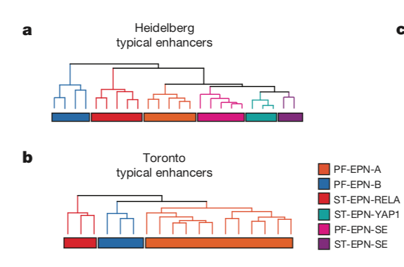 a
Heidelberg
typical enhancers
c
b
Toronto
typical enhancers
PF-EPN-A
PF-EPN-B
ST-EPN-RELA
ST-EPN-YAP1
PF-EPN-SE
ST-EPN-SE